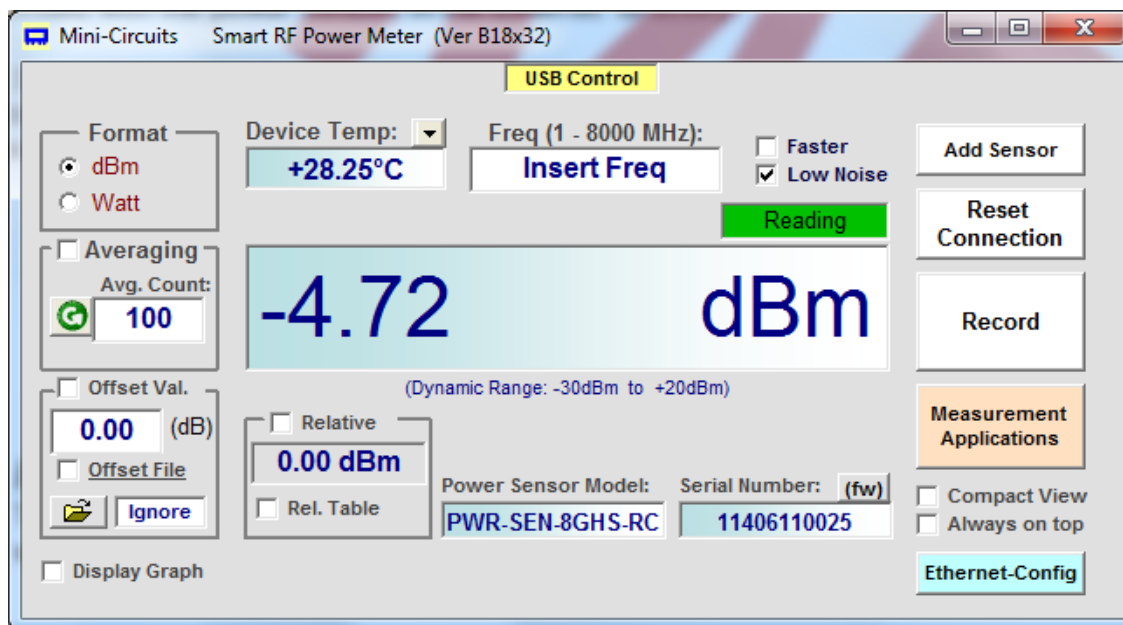 Mini-Circuits Smart RF Power Meter (Ver B18x32)
USB Control
Format
dBm
Watt
Device Temp:
+28.25°C
Freq (1 - 8000 MHz):
Insert Freq
Faster
Low Noise
Reading
Add Sensor
Reset
Connection
Averaging
Avg. Count:
100
-4.72 dBm
Record
(Dynamic Range: -30dBm to +20dBm)
Offset Val.
0.00 (dB)
Offset File
Ignore
Relative
0.00 dBm
Rel. Table
Power Sensor Model:
PWR-SEN-8GHS-RC
Serial Number: (fw)
11406110025
Measurement
Applications
Compact View
Always on top
Display Graph
Ethernet-Config